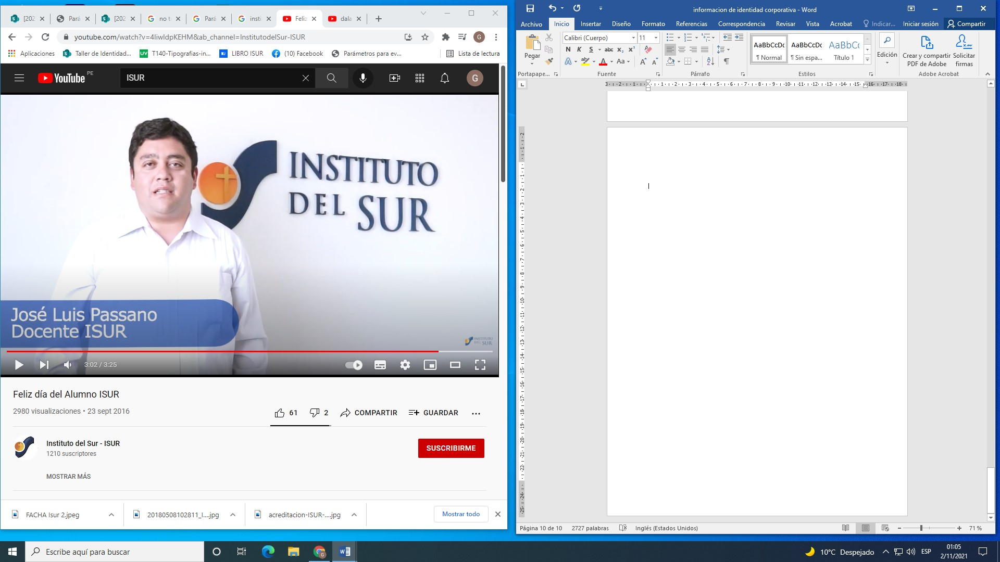 [202
Pará
[202
no ti
Pará
insti
Feliz
dala
youtube.com/watch?v=4IiwIdpKEHM&ab_channel=InstitutodelSur-ISUR
G
Aplicaciones
Taller de Identidad...
T140-Tipografias-in...
LIBRO ISUR
(10) Facebook
Parámetros para ev...
Lista de lectura
YouTube PE
ISUR
G
INSTITUTO
DEL SUR
José Luis Passano
Docente ISUR
INSTITUTO
DEL SUR
3:02 / 3:25
Feliz día del Alumno ISUR
2980 visualizaciones • 23 sept 2016
61
2
COMPARTIR
GUARDAR
Instituto del Sur - ISUR
1210 suscriptores
SUSCRIBIRME
MOSTRAR MÁS
FACHA Isur 2.jpeg
20180508102811_I....jpg
acreditacion-ISUR-....jpg
Mostrar todo
informacion de identidad corporativa - Word
Archivo
Inicio
Insertar
Diseño
Formato
Referencias
Correspondencia
Revisar
Vista
Acrobat
Indicar...
Iniciar sesión
Compartir
Pegar
Calibri (Cuerpo)
11
N K S abc x₂ x²
A Aa A A
AaBbCcDc
¶ Normal
AaBbCcDc
¶ Sin espa...
AaBbCc
Título 1
Edición
Crear y compartir
PDF de Adobe
Solicitar
firmas
Portapape...
Fuente
Párrafo
Estilos
Adobe Acrobat
Página 10 de 10
2727 palabras
Inglés (Estados Unidos)
71 %
Escribe aquí para buscar
10°C Despejado
ESP
01:05
2/11/2021